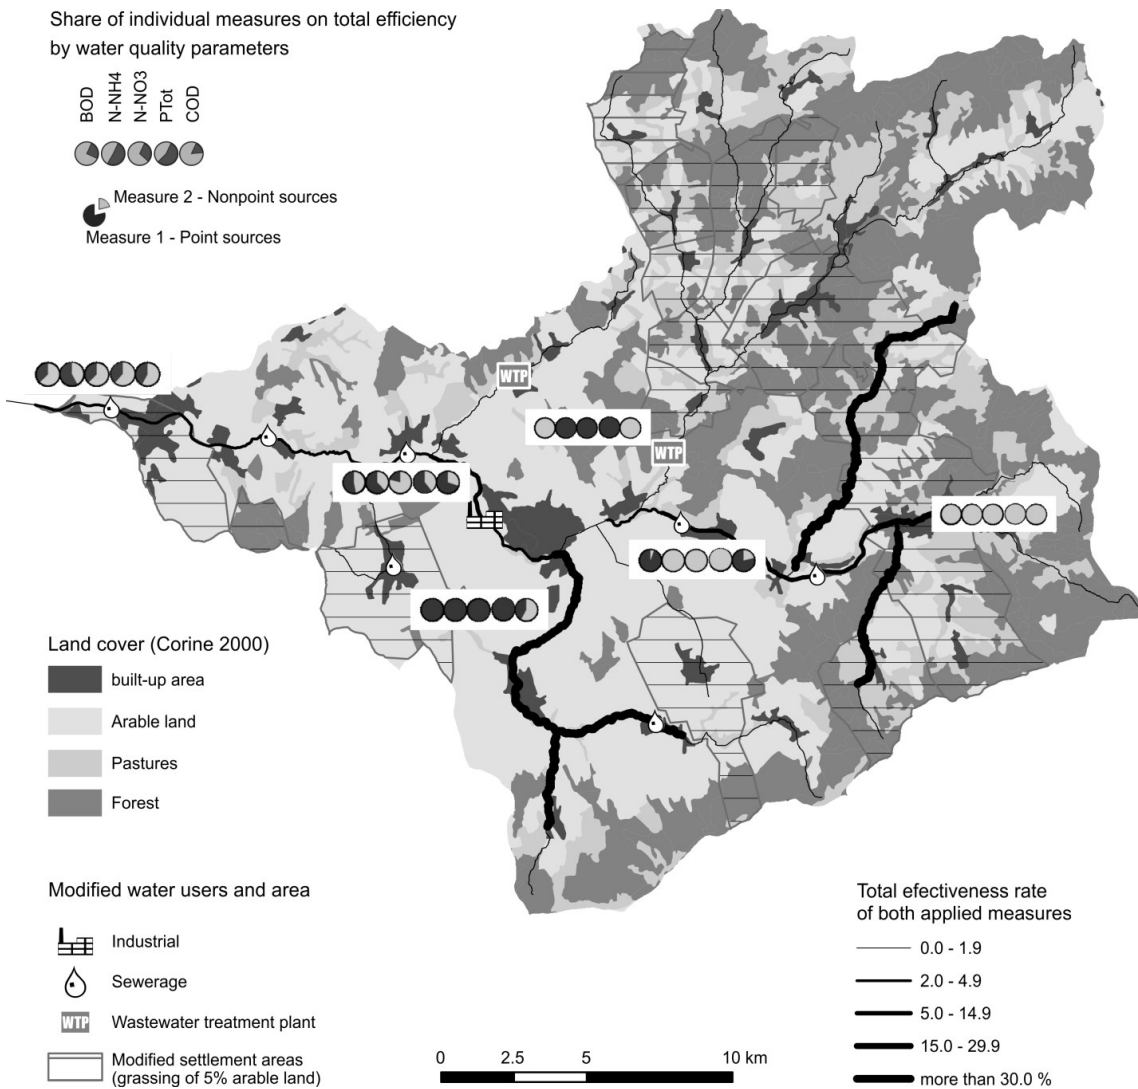 Share of individual measures on total efficiency
by water quality parameters
BOD
N-NH4
N-NO3
PTot
COD
Measure 2 - Nonpoint sources
Measure 1 - Point sources
WTP
WTP
Land cover (Corine 2000)
built-up area
Arable land
Pastures
Forest
Modified water users and area
Industrial
Sewerage
WTP Wastewater treatment plant
Modified settlement areas
(grassing of 5% arable land)
0 2.5 5 10 km
Total efectiveness rate
of both applied measures
0.0 - 1.9
2.0 - 4.9
5.0 - 14.9
15.0 - 29.9
more than 30.0 %